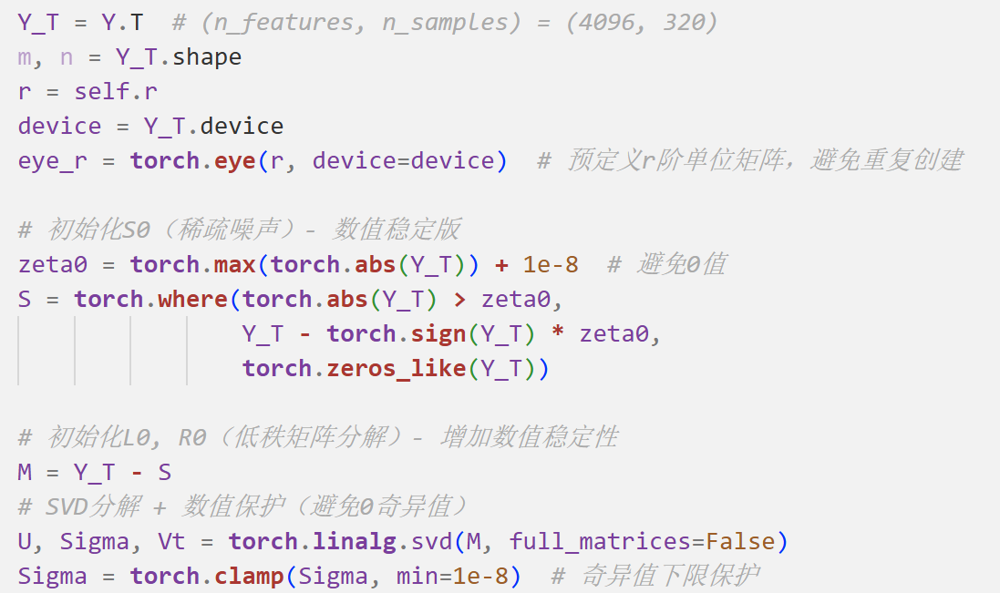 Y_T = Y.T  # (n_features, n_samples) = (4096, 320)
m, n = Y_T.shape
r = self.r
device = Y_T.device
eye_r = torch.eye(r, device=device)  # 预定义r阶单位矩阵，避免重复创建
# 初始化S0（稀疏噪声）- 数值稳定版
zeta0 = torch.max(torch.abs(Y_T)) + 1e-8  # 避免0值
S = torch.where(torch.abs(Y_T) > zeta0,
                Y_T - torch.sign(Y_T) * zeta0,
                torch.zeros_like(Y_T))
# 初始化L0, R0（低秩矩阵分解）- 增加数值稳定性
M = Y_T - S
# SVD分解 + 数值保护（避免0奇异值）
U, Sigma, Vt = torch.linalg.svd(M, full_matrices=False)
Sigma = torch.clamp(Sigma, min=1e-8)  # 奇异值下限保护